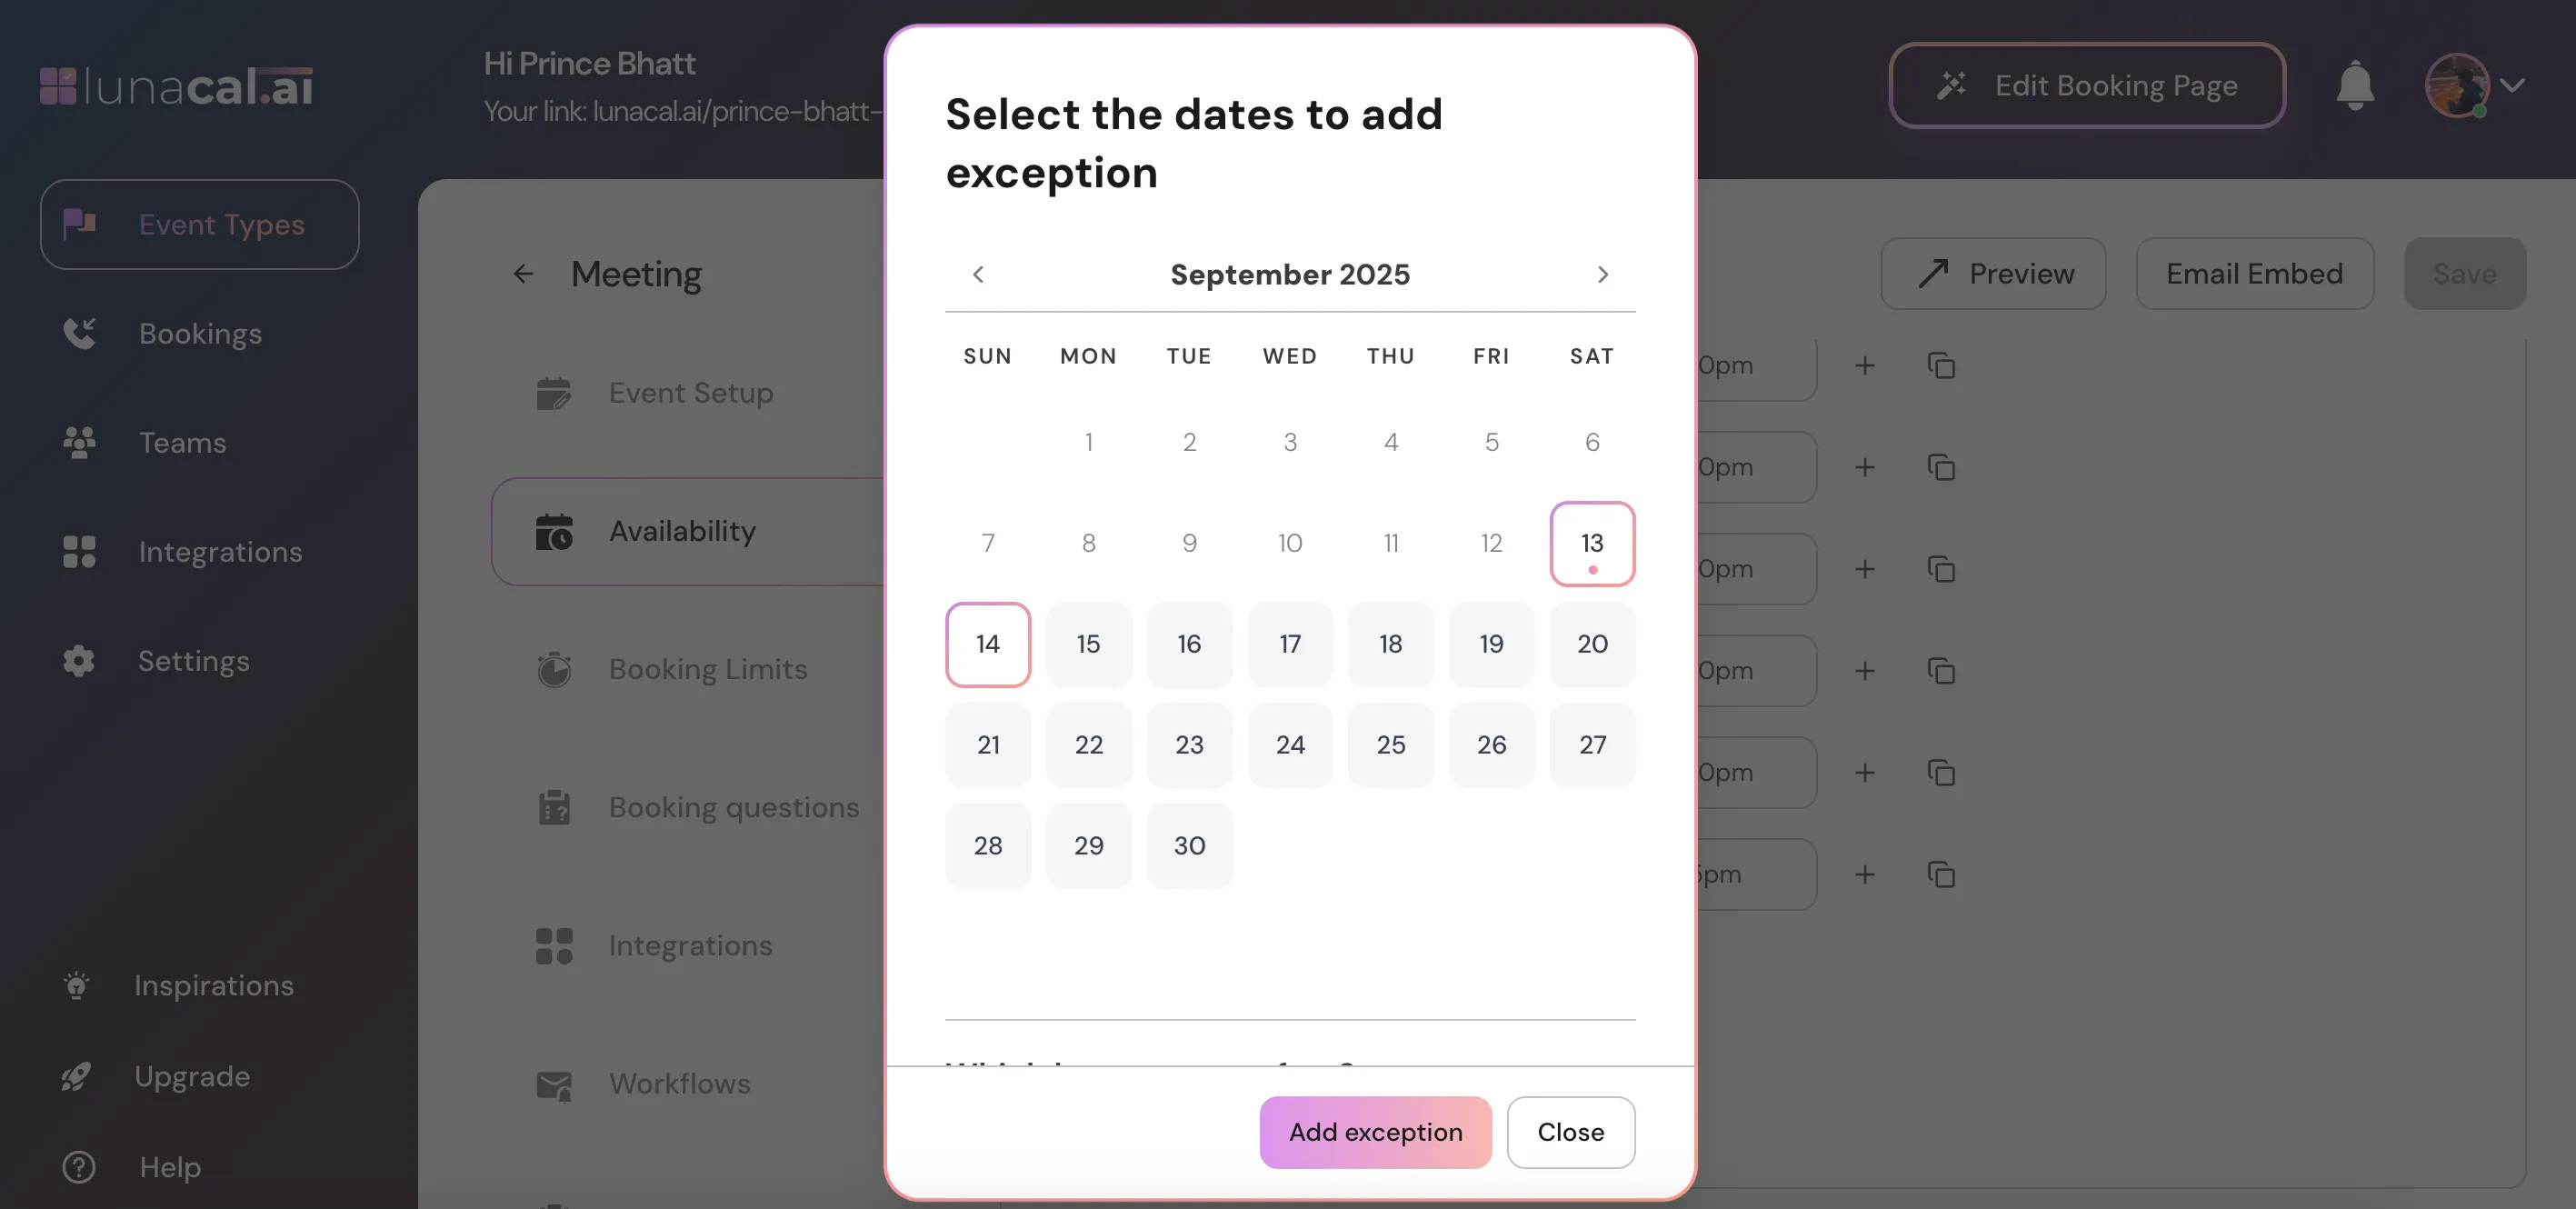 lunacal.ai
Hi Prince Bhatt
Your link: lunacal.ai/prince-bhatt-
Edit Booking Page
Event Types
Bookings
Teams
Integrations
Settings
Inspirations
Upgrade
Help
Meeting
Preview
Email Embed
Save
Event Setup
Availability
Booking Limits
Booking questions
Integrations
Workflows
0pm
0pm
0pm
0pm
0pm
5pm
Select the dates to add
exception
September 2025
SUN MON TUE WED THU FRI SAT
1 2 3 4 5 6
7 8 9 10 11 12 13
14 15 16 17 18 19 20
21 22 23 24 25 26 27
28 29 30
Add exception
Close